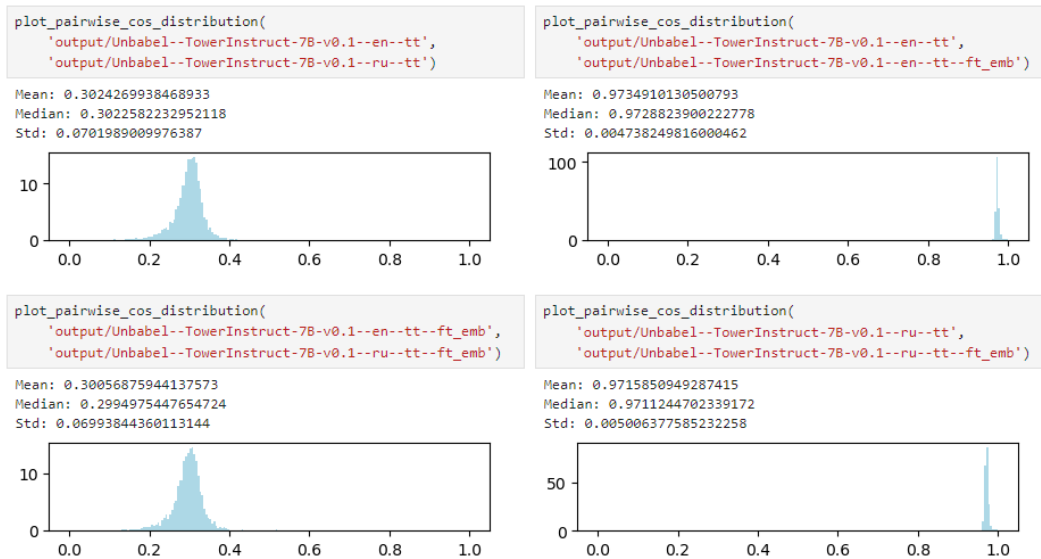 plot_pairwise_cos_distribution(
'output/Unbabel--TowerInstruct-7B-v0.1--en--tt',
'output/Unbabel--TowerInstruct-7B-v0.1--ru--tt')
Mean: 0.3024269938468933
Median: 0.3022582232952118
Std: 0.0701989009976387
10
0
0.0 0.2 0.4 0.6 0.8 1.0
plot_pairwise_cos_distribution(
'output/Unbabel--TowerInstruct-7B-v0.1--en--tt',
'output/Unbabel--TowerInstruct-7B-v0.1--en--tt--ft_emb')
Mean: 0.9734910130500793
Median: 0.9728823900222778
Std: 0.004738249816000462
100
0
0.0 0.2 0.4 0.6 0.8 1.0
plot_pairwise_cos_distribution(
'output/Unbabel--TowerInstruct-7B-v0.1--en--tt--ft_emb',
'output/Unbabel--TowerInstruct-7B-v0.1--ru--tt--ft_emb')
Mean: 0.30056875944137573
Median: 0.2994975447654724
Std: 0.06993844360113144
10
0
0.0 0.2 0.4 0.6 0.8 1.0
plot_pairwise_cos_distribution(
'output/Unbabel--TowerInstruct-7B-v0.1--ru--tt',
'output/Unbabel--TowerInstruct-7B-v0.1--ru--tt--ft_emb')
Mean: 0.9715850949287415
Median: 0.9711244702339172
Std: 0.005006377585232258
50
0
0.0 0.2 0.4 0.6 0.8 1.0